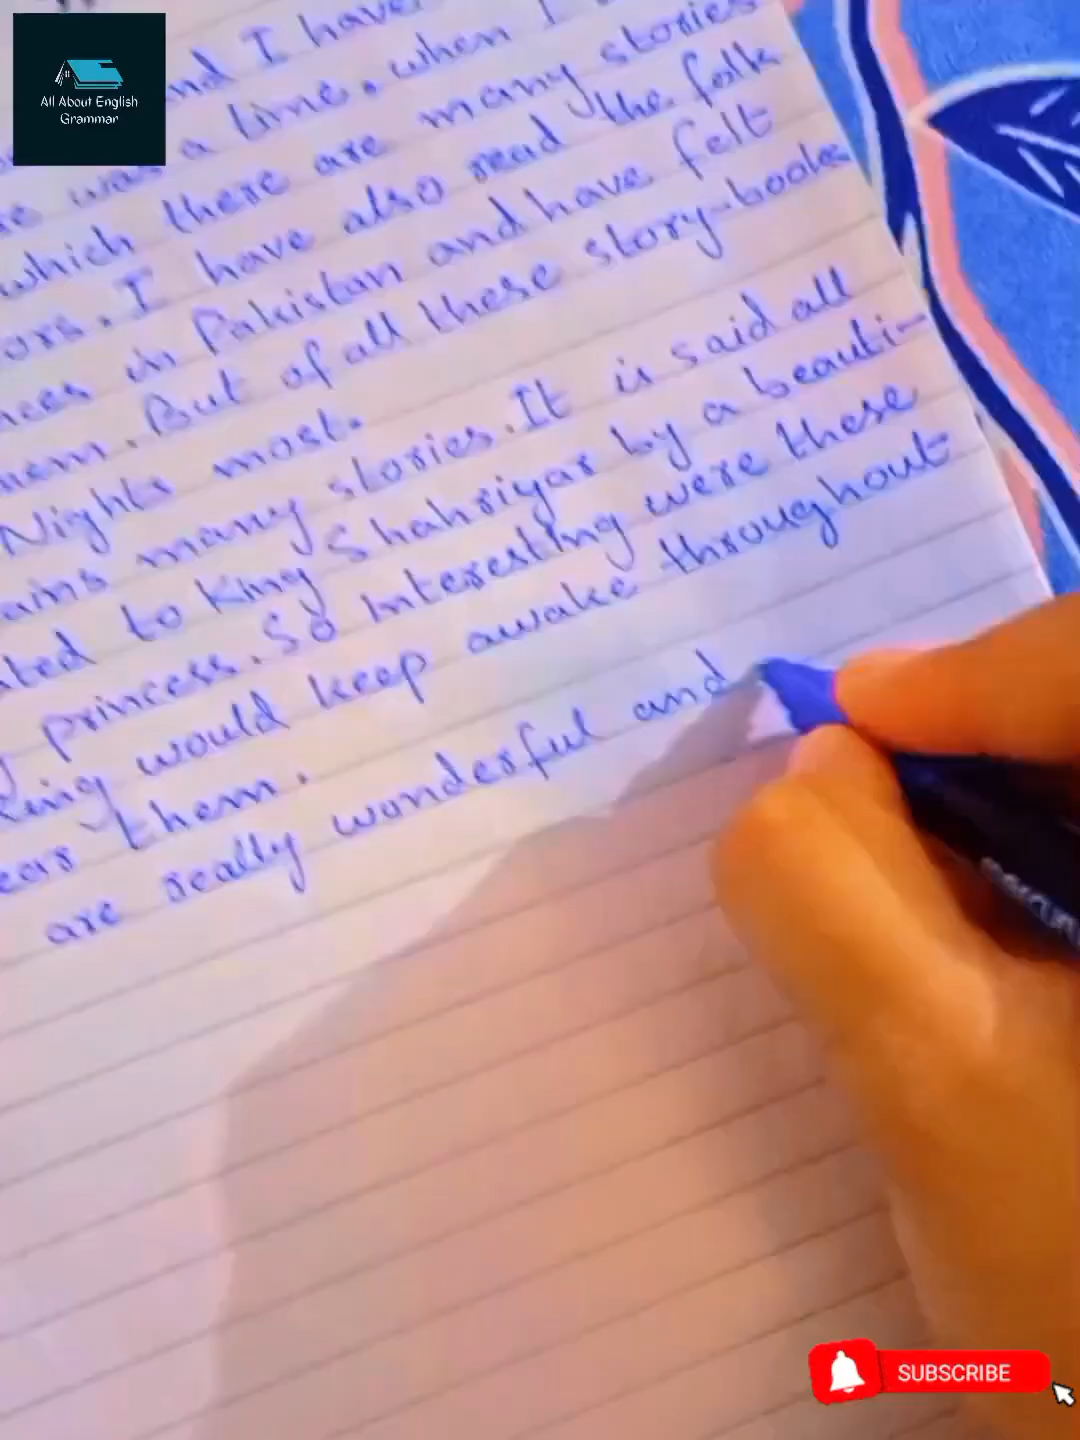 All About English
Grammar
I have
was a time. when I
which there are many stories
I have also read the folk
in Pakistan and have felt
But of all these story-books
Nights most.
many stories. It is said all
to King Shahriyar by a beauti-
princess. So interesting were these
would keep awake throughout
them.
are really wonderful and
SUBSCRIBE